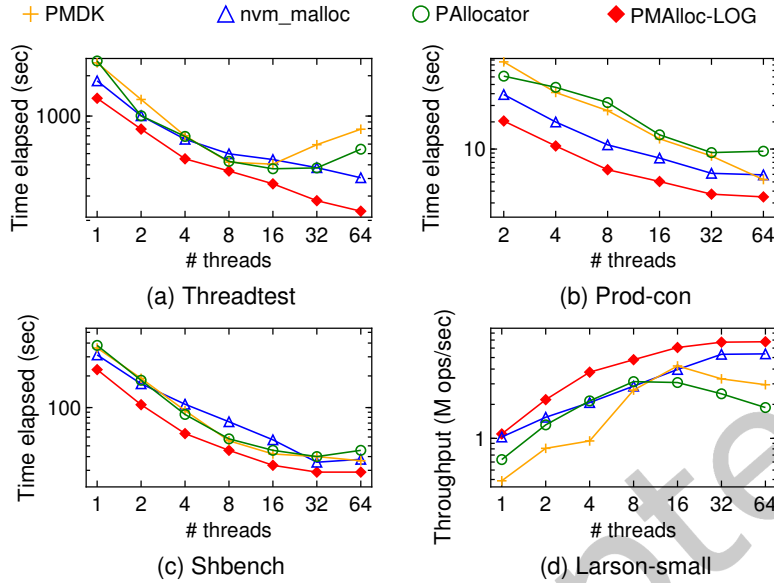 PMDK nvm_malloc PAllocator PMAlloc-LOG
Time elapsed (sec)
1000
1 2 4 8 16 32 64
# threads
(a) Threadtest
Time elapsed (sec)
10
2 4 8 16 32 64
# threads
(b) Prod-con
Time elapsed (sec)
100
1 2 4 8 16 32 64
# threads
(c) Shbench
Throughput (M ops/sec)
1
1 2 4 8 16 32 64
# threads
(d) Larson-small